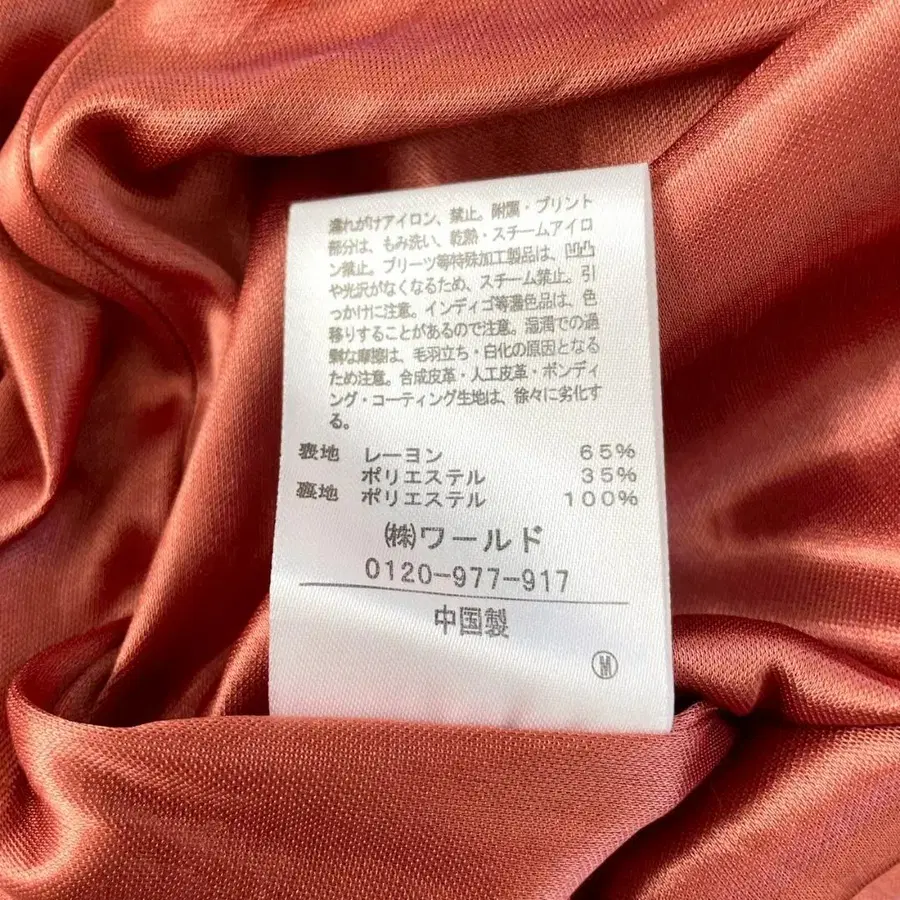 濡れがけアイロン、禁止。附属・プリント
部分は、もみ洗い、乾熱・スチームアイロ
ン禁止。プリーツ等特殊加工製品は、凹凸
や光沢がなくなるため、スチーム禁止。引
っかけに注意。インディゴ等濃色品は、色
移りすることがあるので注意。湿潤での過
剰な摩擦は、毛羽立ち・白化の原因となる
ため注意。合成皮革・人工皮革・ボンディ
ング・コーティング生地は、徐々に劣化す
る。
表地 レーヨン 65%
ポリエステル 35%
裏地 ポリエステル 100%
㈱ワールド
0120-977-917
中国製
Ⓜ